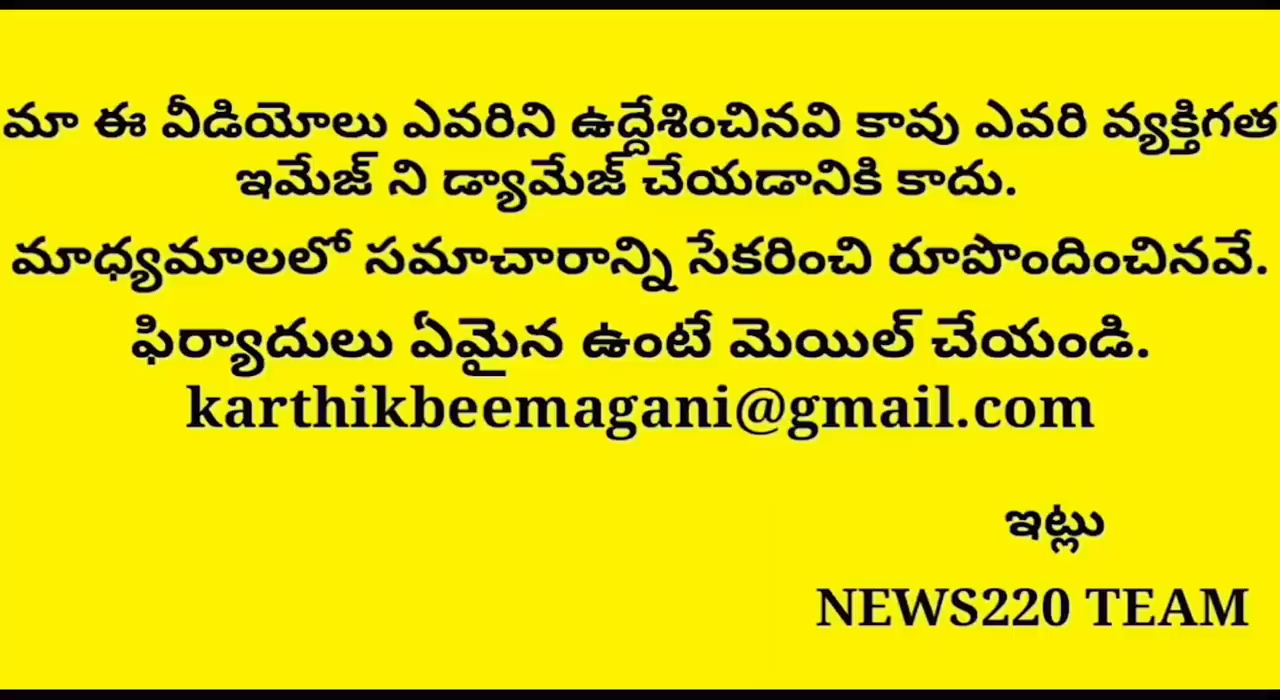 మా ఈ వీడియోలు ఎవరిని ఉద్దేశించినవి కావు ఎవరి వ్యక్తిగత
ఇమేజ్ ని డ్యామేజ్ చేయడానికి కాదు.
మాధ్యమాలలో సమాచారాన్ని సేకరించి రూపొందించినవే.
ఫిర్యాదులు ఏమైన ఉంటే మెయిల్ చేయండి.
karthikbeemagani@gmail.com
ఇట్లు
NEWS220 TEAM